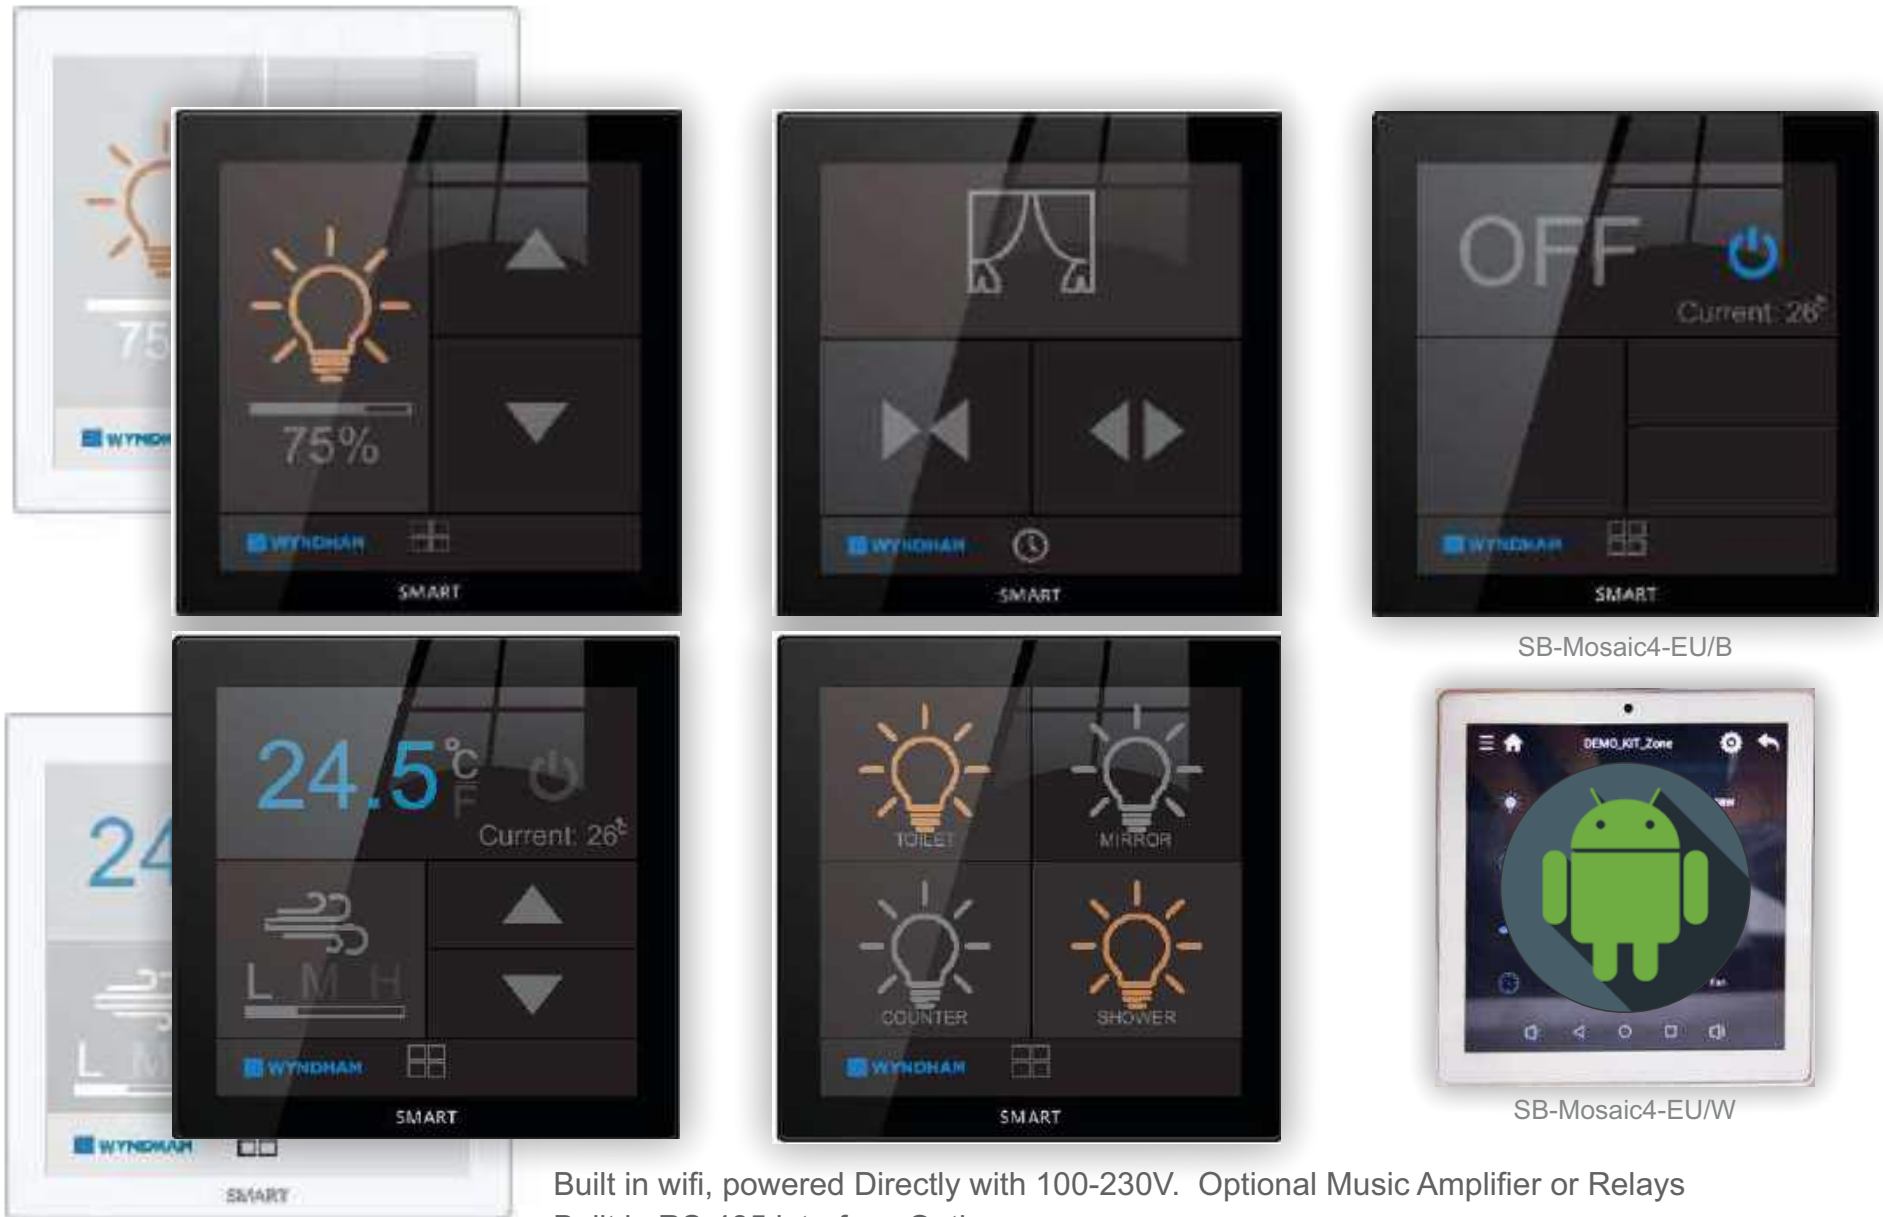 75
WYNDH
75%
WYNDHAM
SMART
WYNDHAM
SMART
OFF
Current: 26°C
WYNDHAM
SMART
SB-Mosaic4-EU/B
24
L M
WYNDHAM
SMART
24.5°C
F
Current: 26°C
L M H
WYNDHAM
SMART
TOILET
MIRROR
COUNTER
SHOWER
WYNDHAM
SMART
DEMO_KIT_Zone
Fan
SB-Mosaic4-EU/W
Built in wifi, powered Directly with 100-230V. Optional Music Amplifier or Relays